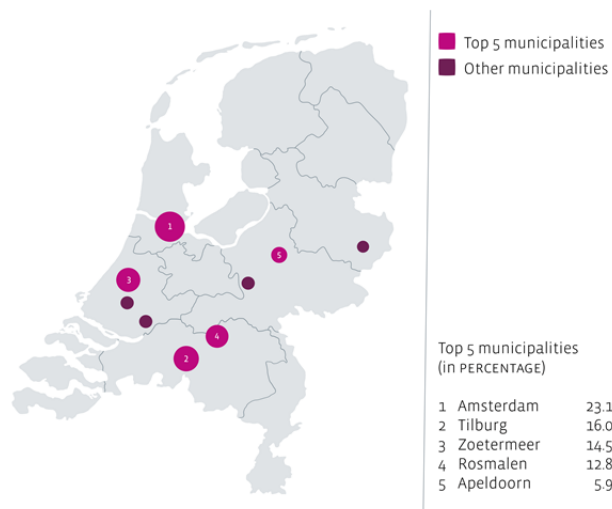 Top 5 municipalities
Other municipalities
1
5
3
4
2
Top 5 municipalities
(in PERCENTAGE)
1 Amsterdam 23.1
2 Tilburg 16.0
3 Zoetermeer 14.5
4 Rosmalen 12.8
5 Apeldoorn 5.9